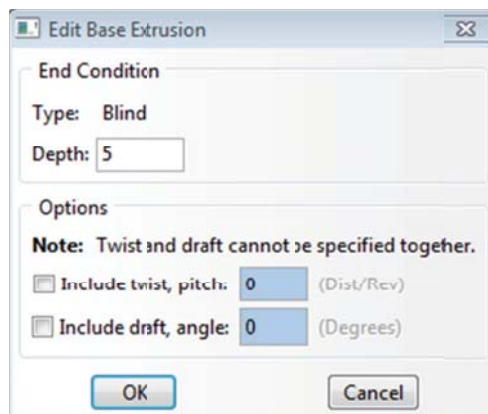 Edit Base Extrusion
End Condition
Type: Blind
Depth: 5
Options
Note: Twist and draft cannot be specified together.
Include twist, pitch: 0 (Dist/Rev)
Include draft, angle: 0 (Degrees)
OK Cancel